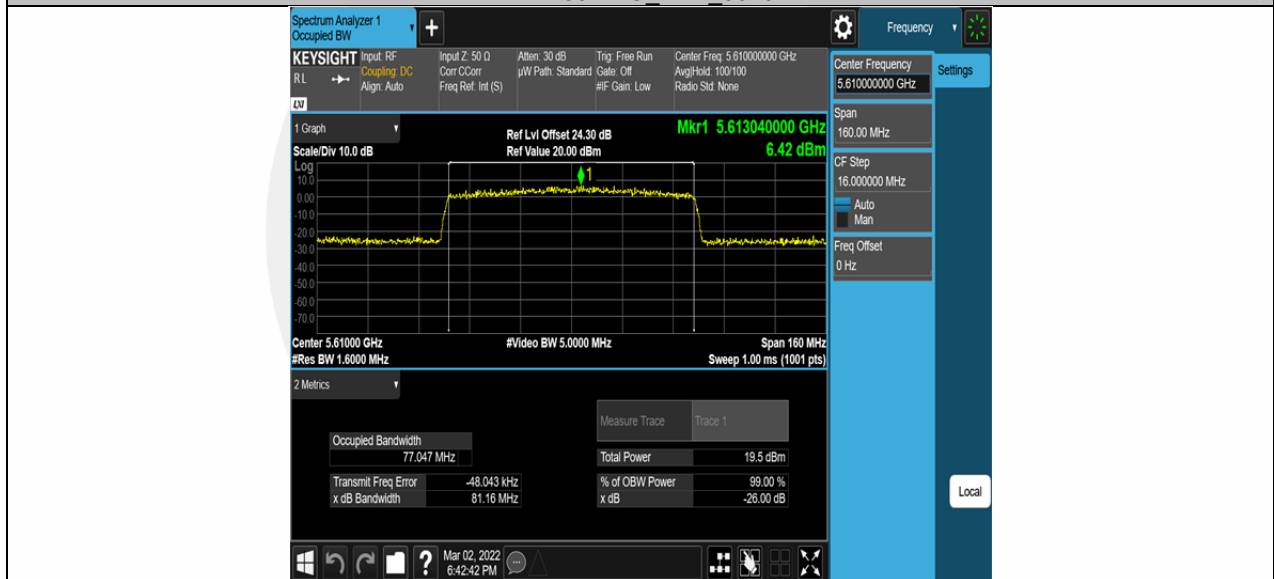 Spectrum Analyzer 1
Occupied BW
+
Frequency
KEYSIGHT
RL
LXI
Input: RF
Coupling: DC
Align: Auto
Input Z: 50 Ω
Corr CCorr
Freq Ref: Int (S)
Atten: 30 dB
µW Path: Standard
Trig: Free Run
Gate: Off
#IF Gain: Low
Center Freq: 5.610000000 GHz
Avg|Hold: 100/100
Radio Std: None
Center Frequency
5.610000000 GHz
Settings
Span
160.00 MHz
CF Step
16.000000 MHz
Auto
Man
Freq Offset
0 Hz
Local
1 Graph
Scale/Div 10.0 dB
Ref Lvl Offset 24.30 dB
Ref Value 20.00 dBm
Mkr1 5.613040000 GHz
6.42 dBm
Log
10.0
0.00
-10.0
-20.0
-30.0
-40.0
-50.0
-60.0
-70.0
1
Center 5.61000 GHz
#Res BW 1.6000 MHz
#Video BW 5.0000 MHz
Span 160 MHz
Sweep 1.00 ms (1001 pts)
2 Metrics
Measure Trace Trace 1
Occupied Bandwidth
77.047 MHz
Total Power 19.5 dBm
Transmit Freq Error -48.043 kHz
x dB Bandwidth 81.16 MHz
% of OBW Power 99.00 %
x dB -26.00 dB
?
Mar 02, 2022
6:42:42 PM